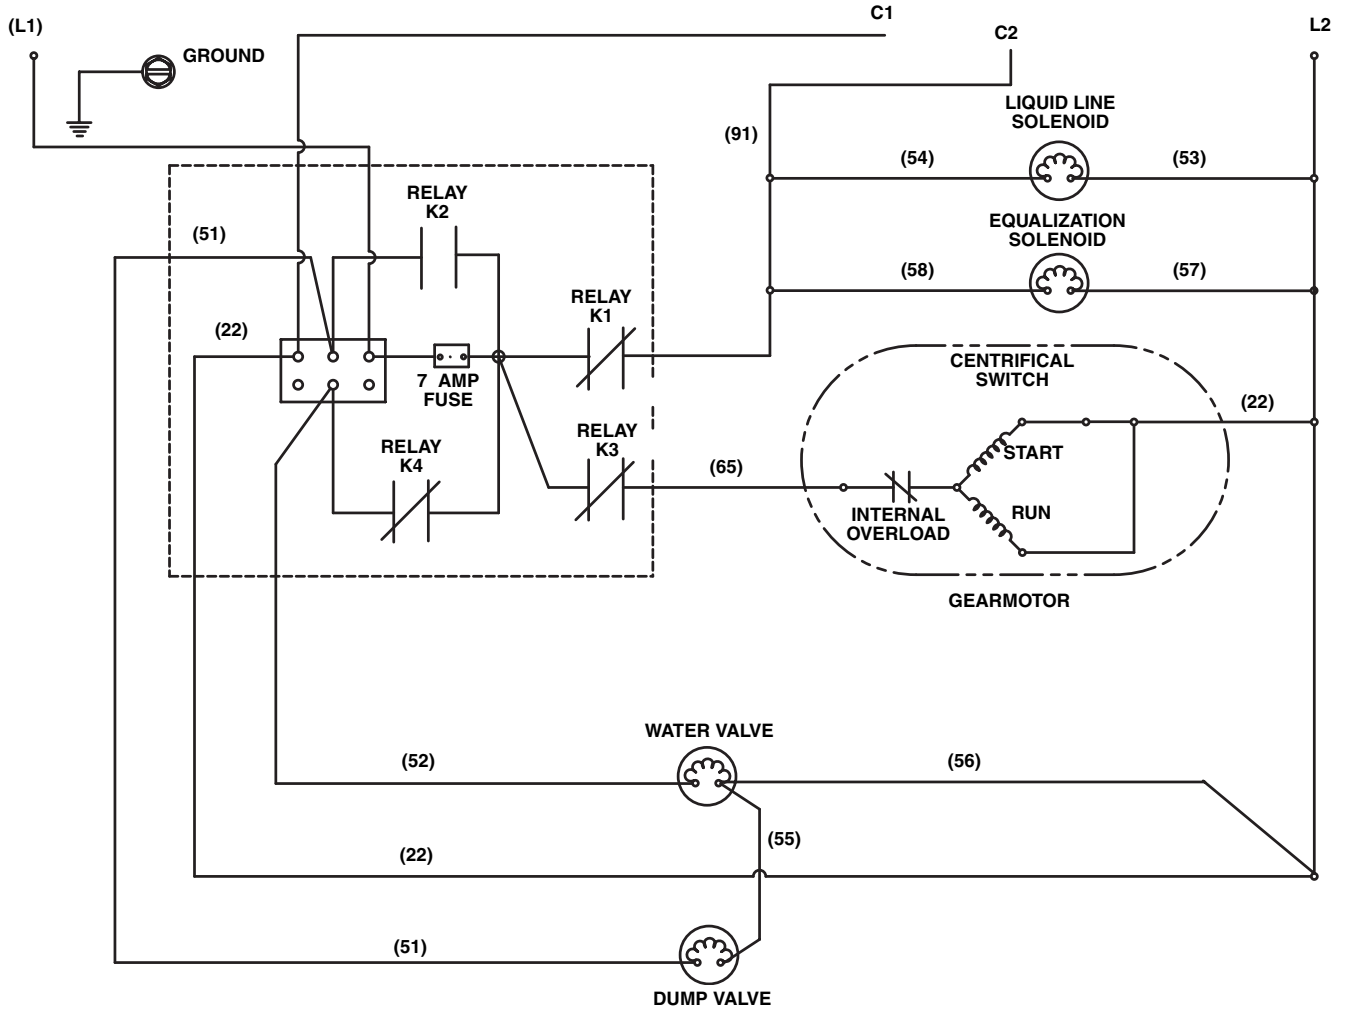 (L1)
C1
C2
L2
GROUND
LIQUID LINE
SOLENOID
(91)
(54)
(53)
RELAY
K2
(51)
EQUALIZATION
SOLENOID
(58)
(57)
RELAY
K1
(22)
7 AMP
FUSE
CENTRIFICAL
SWITCH
(22)
RELAY
K4
RELAY
K3
(65)
START
RUN
INTERNAL
OVERLOAD
GEARMOTOR
WATER VALVE
(52)
(56)
(55)
(22)
(51)
DUMP VALVE